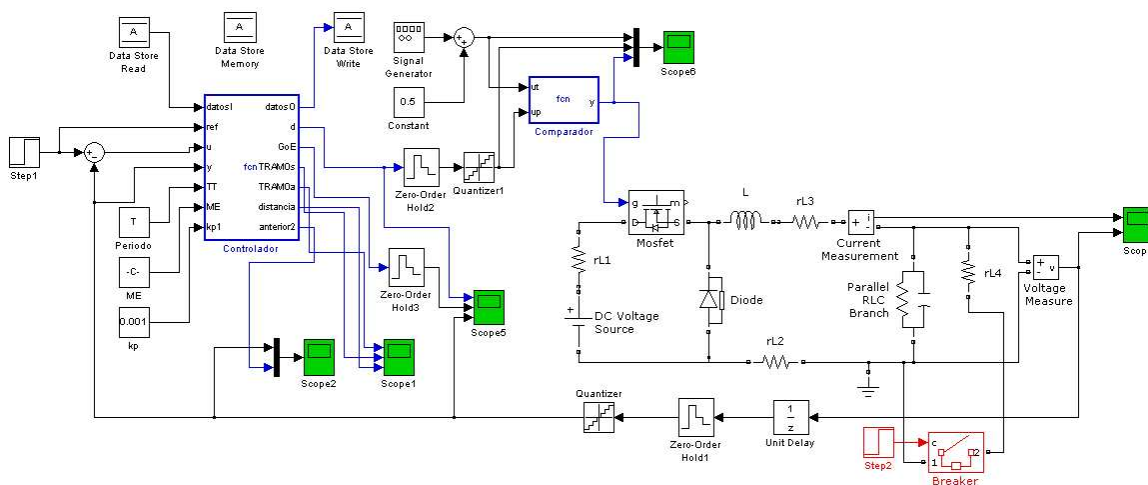 A
Data Store
Read
A
Data Store
Memory
A
Data Store
Write
Signal
Generator
0.5
Constant
Scope6
fcn
ut
up
y
Comparador
Step1
datosI
ref
u
y
TT
ME
kp1
fcn
datosO
d
GoE
TRAMOs
TRAMOa
distancia
anterior2
Controlador
T
Periodo
-C-
ME
0.001
kp
Zero-Order
Hold2
Quantizer1
Zero-Order
Hold3
Scope5
Scope2
Scope1
g
m
D
S
Mosfet
rL1
DC Voltage
Source
Diode
L
rL3
i
+
-
Current
Measurement
Parallel
RLC
Branch
rL4
+
-
v
Voltage
Measure
Scop
rL2
Quantizer
Zero-Order
Hold1
1
z
Unit Delay
Step2
c
1
2
Breaker